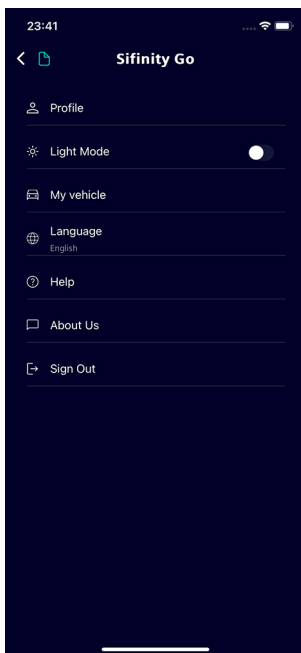 23:41
Sifinity Go
Profile
Light Mode
My vehicle
Language
English
Help
About Us
Sign Out